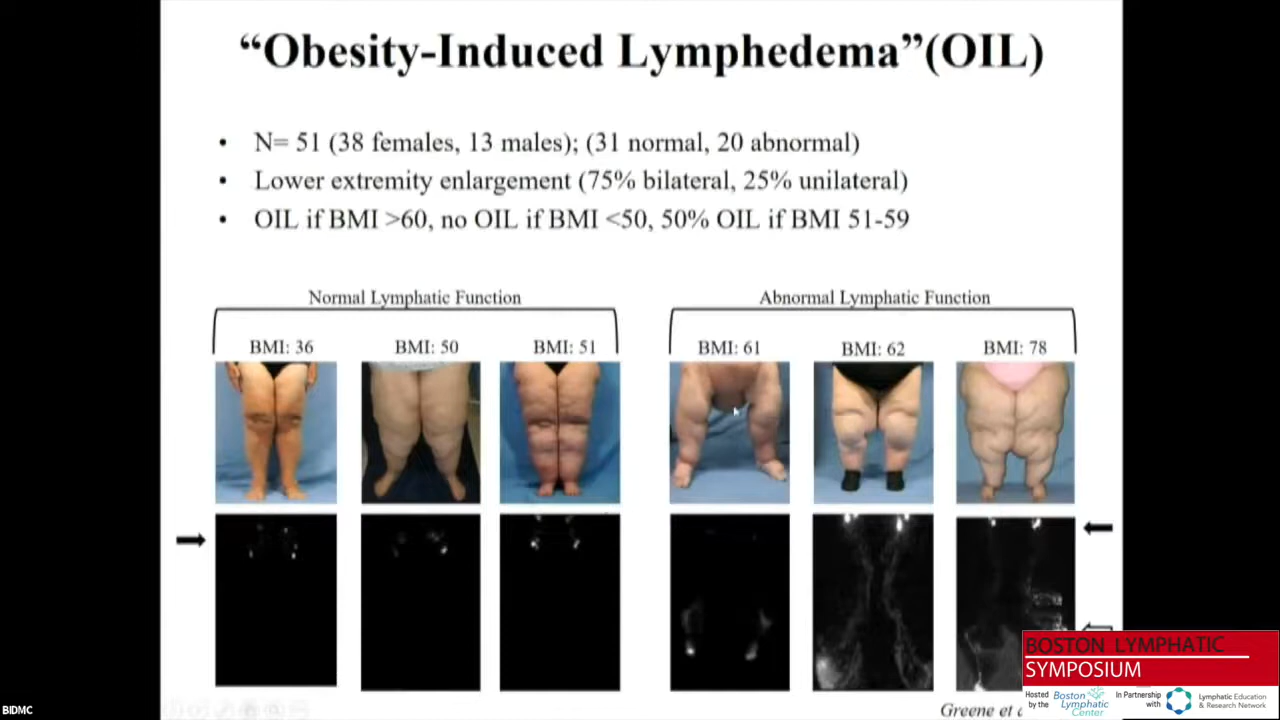 “Obesity-Induced Lymphedema”(OIL)
• N= 51 (38 females, 13 males); (31 normal, 20 abnormal)
• Lower extremity enlargement (75% bilateral, 25% unilateral)
• OIL if BMI >60, no OIL if BMI <50, 50% OIL if BMI 51-59
Normal Lymphatic Function
Abnormal Lymphatic Function
BMI: 36
BMI: 50
BMI: 51
BMI: 61
BMI: 62
BMI: 78
BOSTON LYMPHATIC
SYMPOSIUM
Hosted
by the
Boston
Lymphatic
Center
In Partnership
with
Lymphatic Education
& Research Network
Greene et
BIDMC